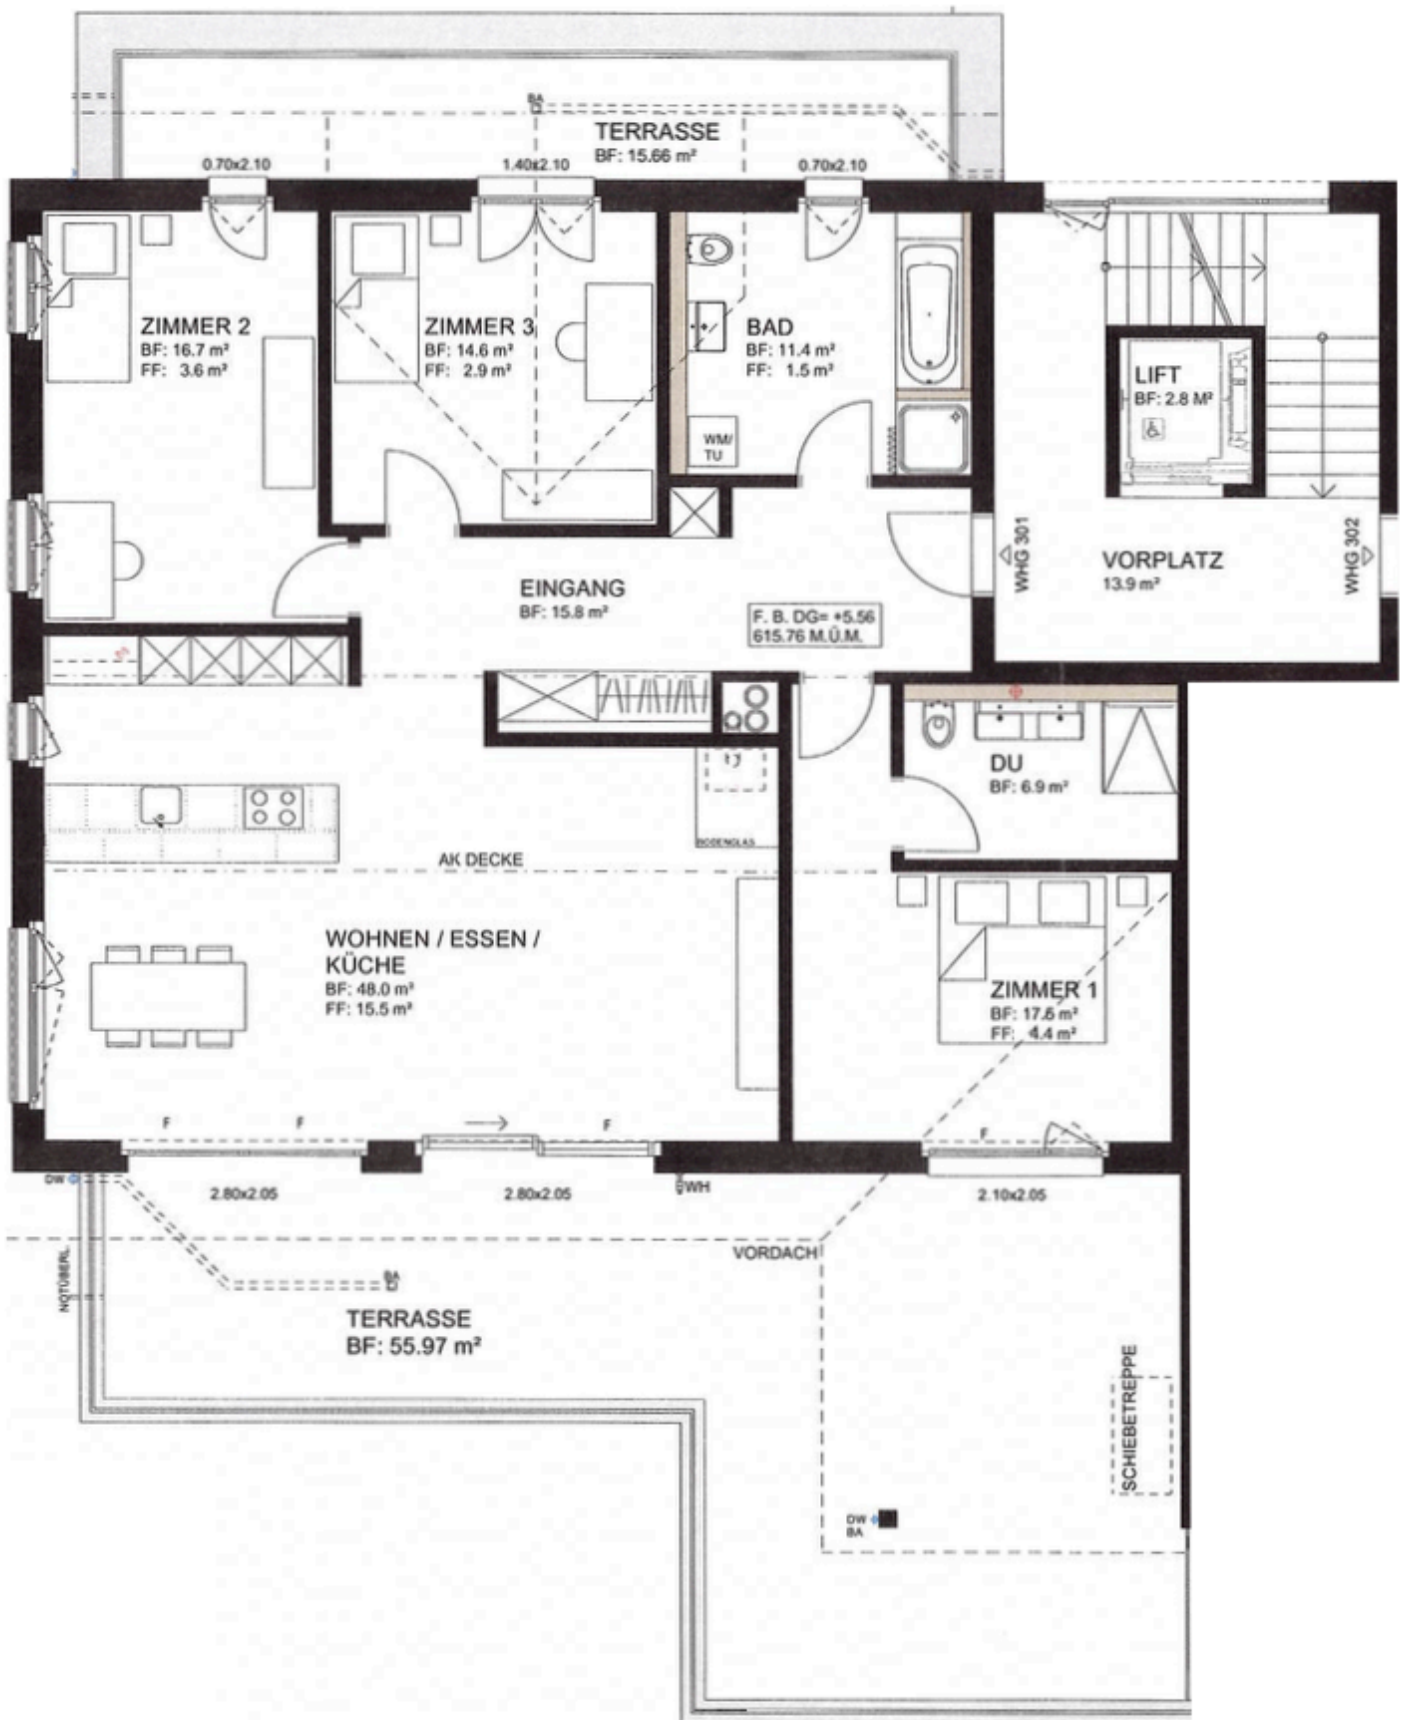 BA
TERRASSE
BF: 15.66 m²
0.70x2.10
1.40x2.10
0.70x2.10
ZIMMER 2
BF: 16.7 m²
FF: 3.6 m²
ZIMMER 3
BF: 14.6 m²
FF: 2.9 m²
BAD
BF: 11.4 m²
FF: 1.5 m²
WM/
TU
LIFT
BF: 2.8 M²
WHG 301
VORPLATZ
13.9 m²
WHG 302
EINGANG
BF: 15.8 m²
F. B. DG= +5.56
615.76 M.Ü.M.
DU
BF: 6.9 m²
BODENGLAS
AK DECKE
WOHNEN / ESSEN /
KÜCHE
BF: 48.0 m²
FF: 15.5 m²
ZIMMER 1
BF: 17.6 m²
FF: 4.4 m²
F
F
F
F
DW
2.80x2.05
2.80x2.05
WH
2.10x2.05
VORDACH
NOTÜBERL.
BA
TERRASSE
BF: 55.97 m²
SCHIEBETREPPE
DW
BA